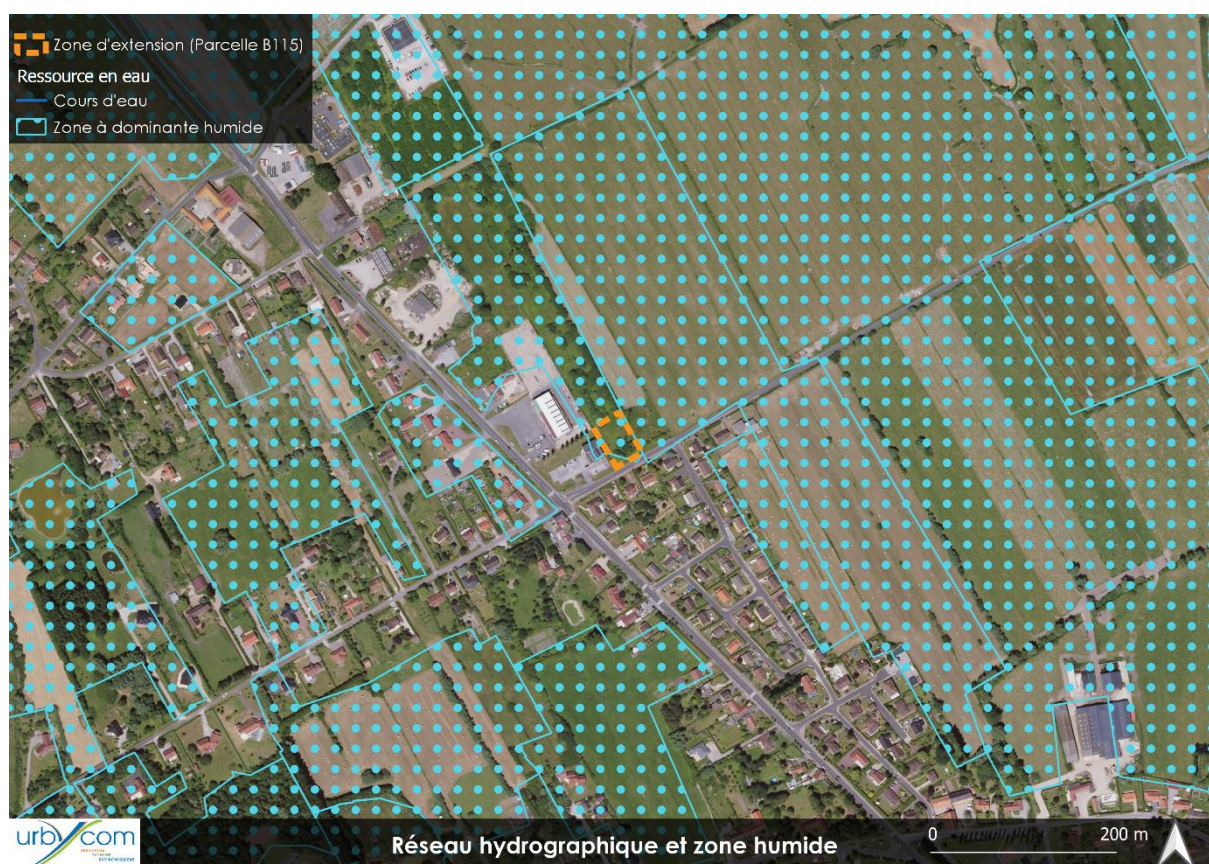 Zone d'extension (Parcelle B115)
Ressource en eau
Cours d'eau
Zone à dominante humide
urbycom
Réseau hydrographique et zone humide
0 200 m